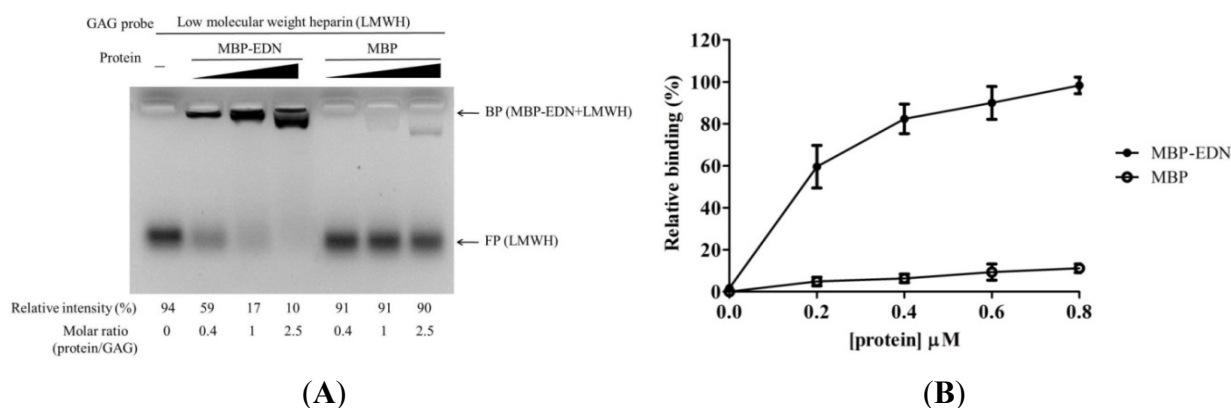 GAG probe Low molecular weight heparin (LMWH)
Protein – MBP-EDN MBP
BP (MBP-EDN+LMWH)
FP (LMWH)
Relative intensity (%) 94 59 17 10 91 91 90
Molar ratio 0 0.4 1 2.5 0.4 1 2.5
(protein/GAG)
(A)
Relative binding (%)
120
100
80
60
40
20
0
0.0 0.2 0.4 0.6 0.8
[protein] μM
MBP-EDN
MBP
(B)